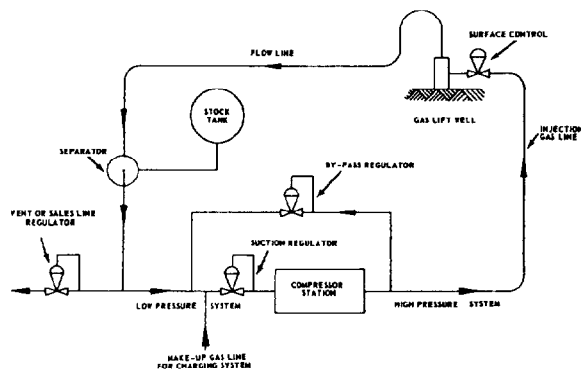 SURFACE CONTROL
FLOW LINE
STOCK
TANK
GAS LIFT WELL
INJECTION
GAS LINE
SEPARATOR
BY-PASS REGULATOR
VENT OR SALES LINE
REGULATOR
SUCTION REGULATOR
COMPRESSOR
STATION
LOW PRESSURE SYSTEM
HIGH PRESSURE SYSTEM
MAKE-UP GAS LINE
FOR CHARGING SYSTEM